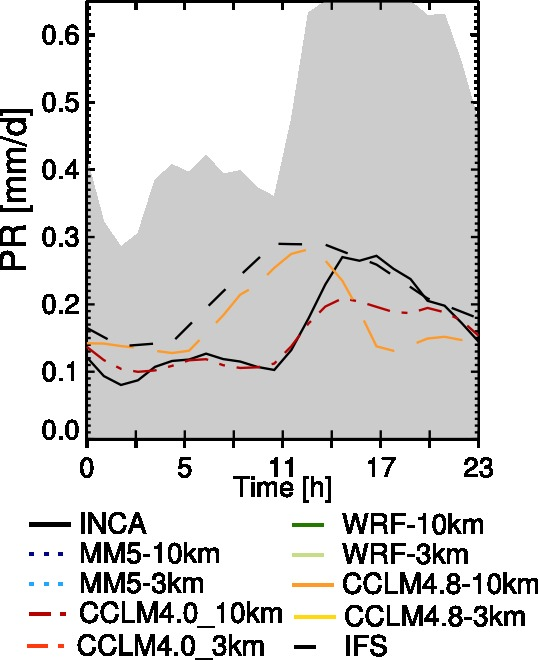 0.6
0.5
0.4
0.3
0.2
0.1
0.0
PR [mm/d]
0 5 11 17 23
Time [h]
INCA
MM5-10km
MM5-3km
CCLM4.0_10km
CCLM4.0_3km
WRF-10km
WRF-3km
CCLM4.8-10km
CCLM4.8-3km
IFS